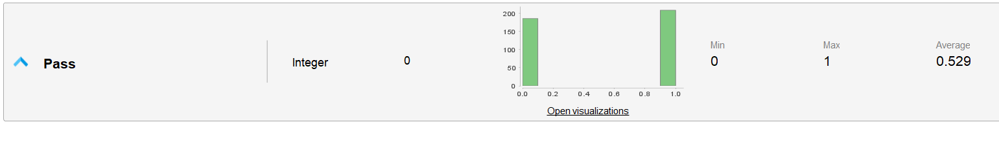 Pass
Integer
0
200
150
100
50
0
0.0 0.2 0.4 0.6 0.8 1.0
Open visualizations
Min
0
Max
1
Average
0.529